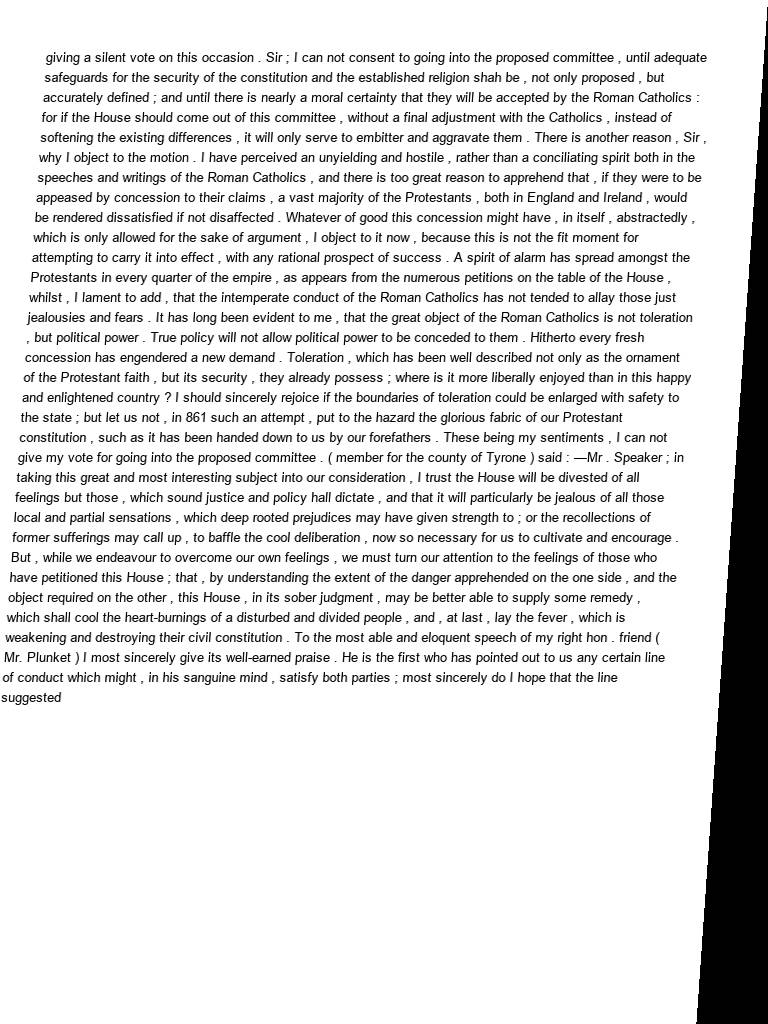 giving a silent vote on this occasion . Sir ; I can not consent to going into the proposed committee , until adequate
safeguards for the security of the constitution and the established religion shah be , not only proposed , but
accurately defined ; and until there is nearly a moral certainty that they will be accepted by the Roman Catholics :
for if the House should come out of this committee , without a final adjustment with the Catholics , instead of
softening the existing differences , it will only serve to embitter and aggravate them . There is another reason , Sir ,
why I object to the motion . I have perceived an unyielding and hostile , rather than a conciliating spirit both in the
speeches and writings of the Roman Catholics , and there is too great reason to apprehend that , if they were to be
appeased by concession to their claims , a vast majority of the Protestants , both in England and Ireland , would
be rendered dissatisfied if not disaffected . Whatever of good this concession might have , in itself , abstractedly ,
which is only allowed for the sake of argument , I object to it now , because this is not the fit moment for
attempting to carry it into effect , with any rational prospect of success . A spirit of alarm has spread amongst the
Protestants in every quarter of the empire , as appears from the numerous petitions on the table of the House ,
whilst , I lament to add , that the intemperate conduct of the Roman Catholics has not tended to allay those just
jealousies and fears . It has long been evident to me , that the great object of the Roman Catholics is not toleration
, but political power . True policy will not allow political power to be conceded to them . Hitherto every fresh
concession has engendered a new demand . Toleration , which has been well described not only as the ornament
of the Protestant faith , but its security , they already possess ; where is it more liberally enjoyed than in this happy
and enlightened country ? I should sincerely rejoice if the boundaries of toleration could be enlarged with safety to
the state ; but let us not , in 861 such an attempt , put to the hazard the glorious fabric of our Protestant
constitution , such as it has been handed down to us by our forefathers . These being my sentiments , I can not
give my vote for going into the proposed committee . ( member for the county of Tyrone ) said : —Mr . Speaker ; in
taking this great and most interesting subject into our consideration , I trust the House will be divested of all
feelings but those , which sound justice and policy hall dictate , and that it will particularly be jealous of all those
local and partial sensations , which deep rooted prejudices may have given strength to ; or the recollections of
former sufferings may call up , to baffle the cool deliberation , now so necessary for us to cultivate and encourage .
But , while we endeavour to overcome our own feelings , we must turn our attention to the feelings of those who
have petitioned this House ; that , by understanding the extent of the danger apprehended on the one side , and the
object required on the other , this House , in its sober judgment , may be better able to supply some remedy ,
which shall cool the heart-burnings of a disturbed and divided people , and , at last , lay the fever , which is
weakening and destroying their civil constitution . To the most able and eloquent speech of my right hon . friend (
Mr. Plunket ) I most sincerely give its well-earned praise . He is the first who has pointed out to us any certain line
of conduct which might , in his sanguine mind , satisfy both parties ; most sincerely do I hope that the line
suggested